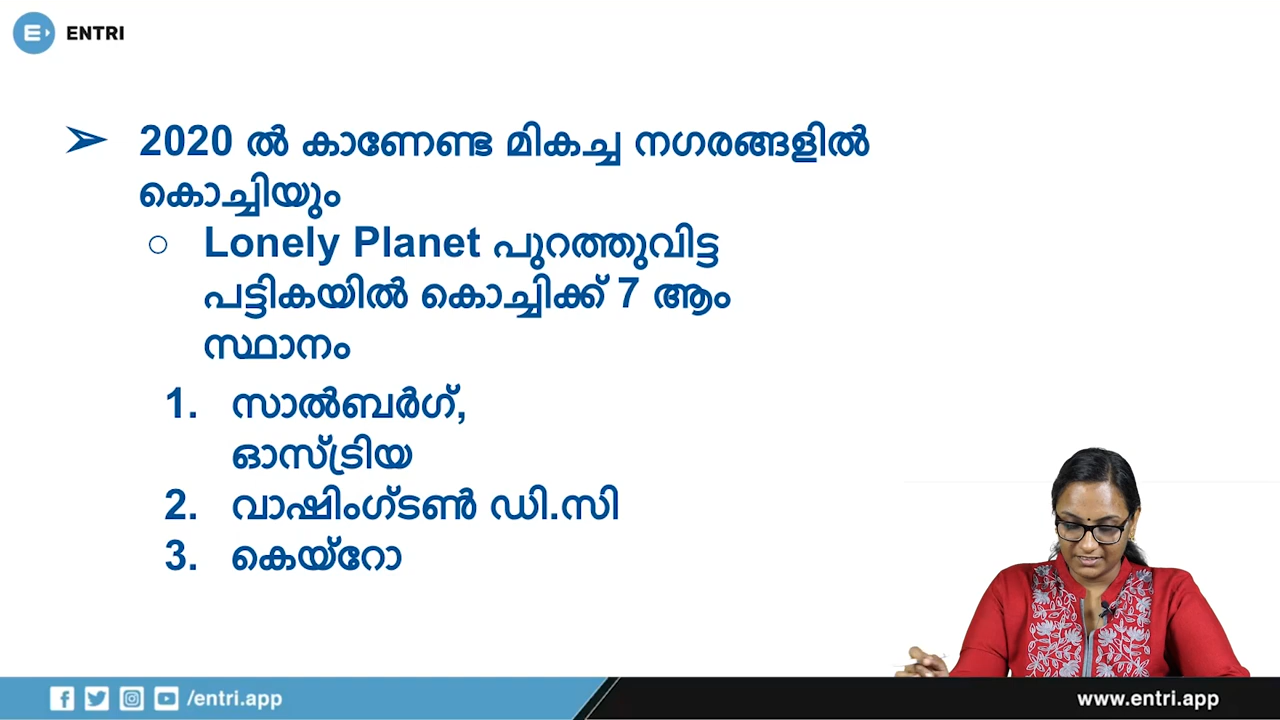 ENTRI
➢ 2020 ൽ കാണേണ്ട മികച്ച നഗരങ്ങളിൽ
കൊച്ചിയും
○ Lonely Planet പുറത്തുവിട്ട
പട്ടികയിൽ കൊച്ചിക്ക് 7 ആം
സ്ഥാനം
1. സാൽബർഗ്,
ഓസ്ട്രിയ
2. വാഷിംഗ്ടൺ ഡി.സി
3. കെയ്റോ
/entri.app
www.entri.app